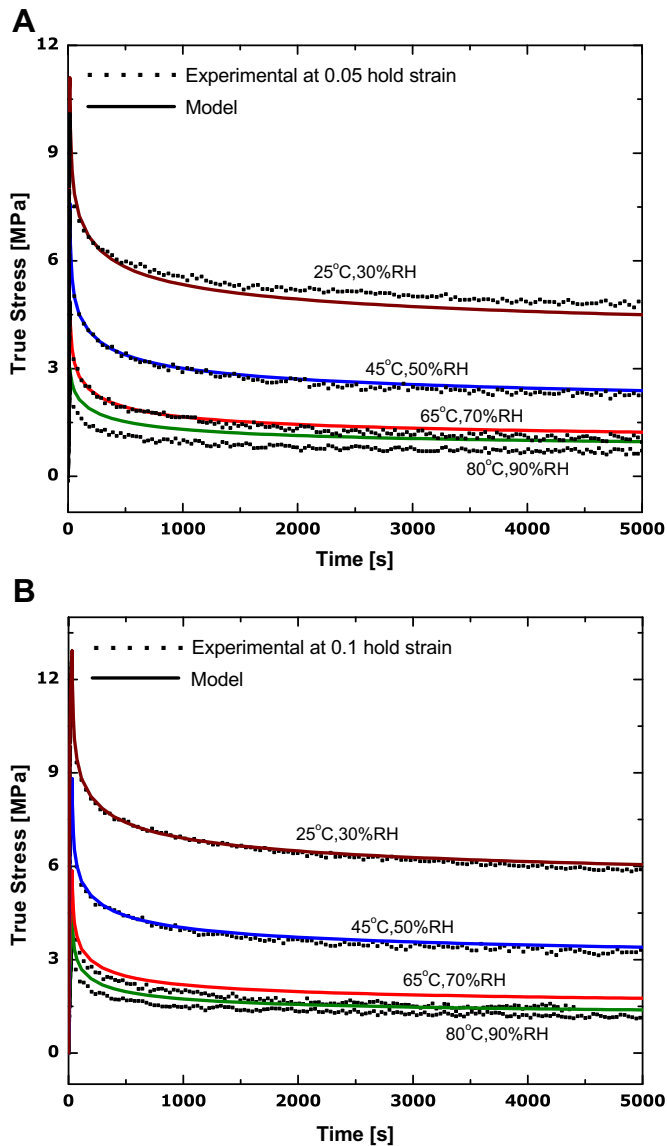 A
12
Experimental at 0.05 hold strain
Model
9
25°C,30%RH
6
True Stress [MPa]
45°C,50%RH
3
65°C,70%RH
80°C,90%RH
0
0 1000 2000 3000 4000 5000
Time [s]
B
Experimental at 0.1 hold strain
Model
12
9
25°C,30%RH
6
True Stress [MPa]
45°C,50%RH
3
65°C,70%RH
80°C,90%RH
0
0 1000 2000 3000 4000 5000
Time [s]